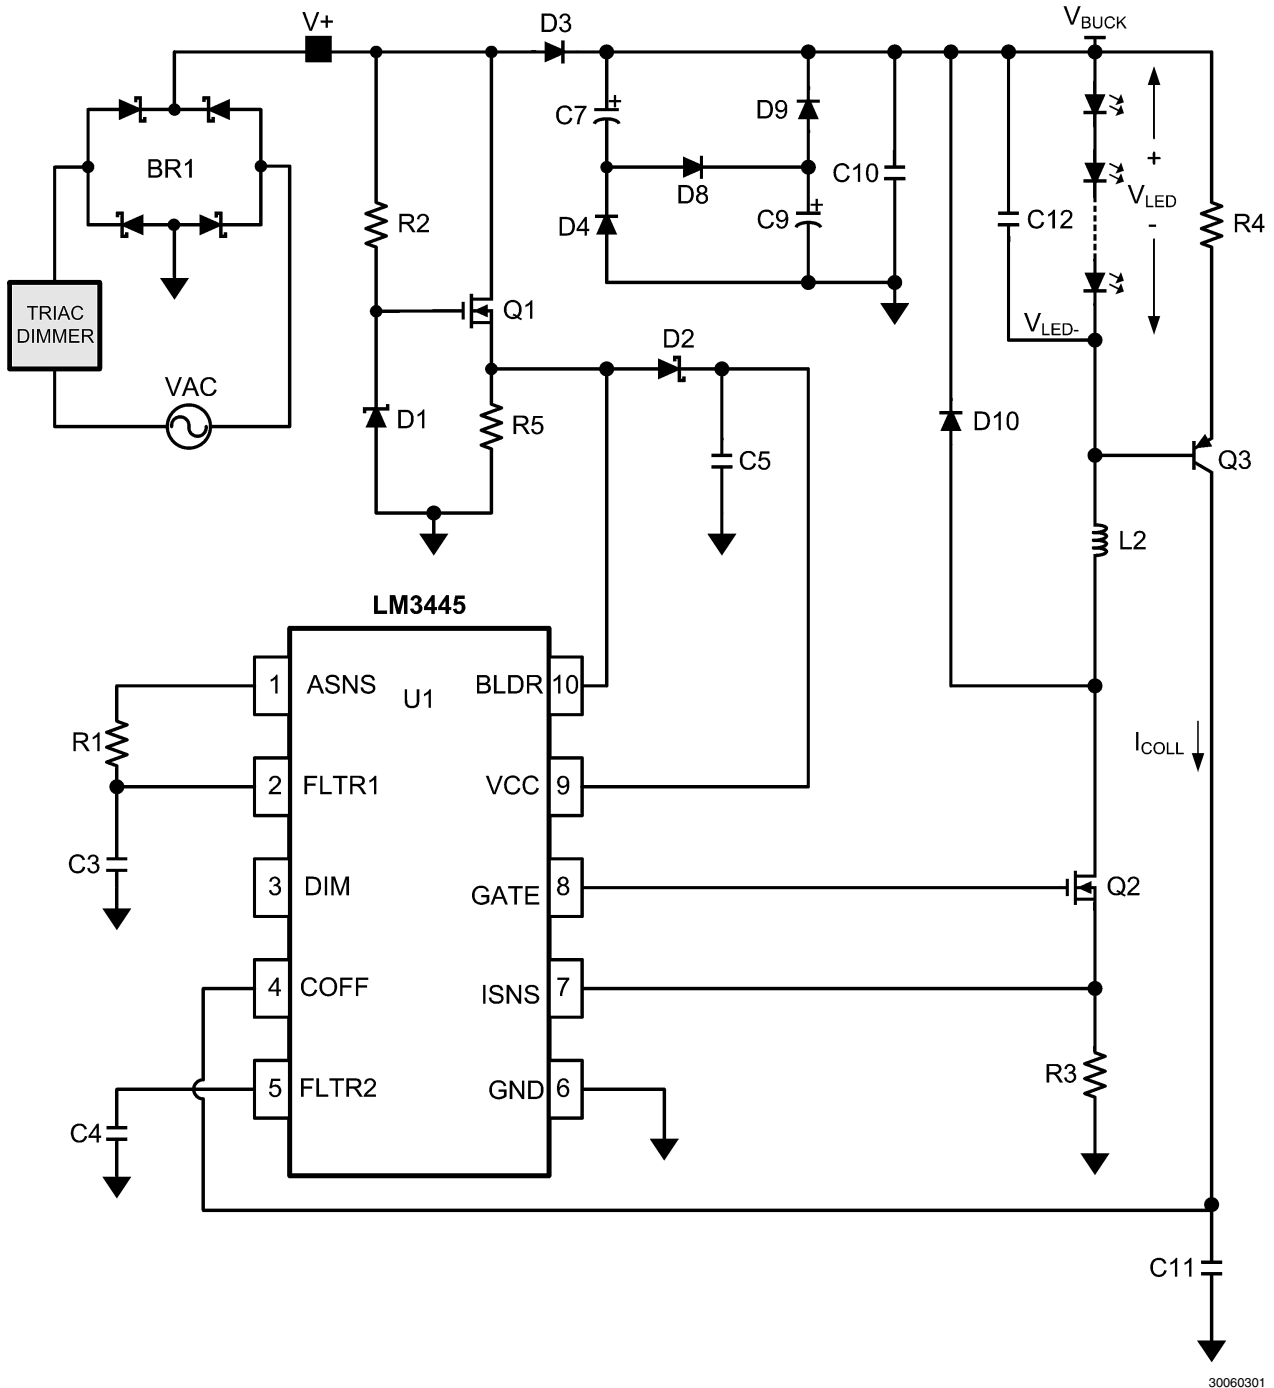 V+
D3
VBUCK
C7
+
D9
BR1
D8
C10
+
VLED
-
R2
D4
C9
+
C12
R4
TRIAC
DIMMER
Q1
VLED-
D2
VAC
D1
R5
D10
C5
Q3
L2
LM3445
1
ASNS
U1
BLDR
10
R1
ICOLL
2
FLTR1
VCC
9
C3
3
DIM
GATE
8
Q2
4
COFF
ISNS
7
R3
5
FLTR2
GND
6
C4
C11
30060301